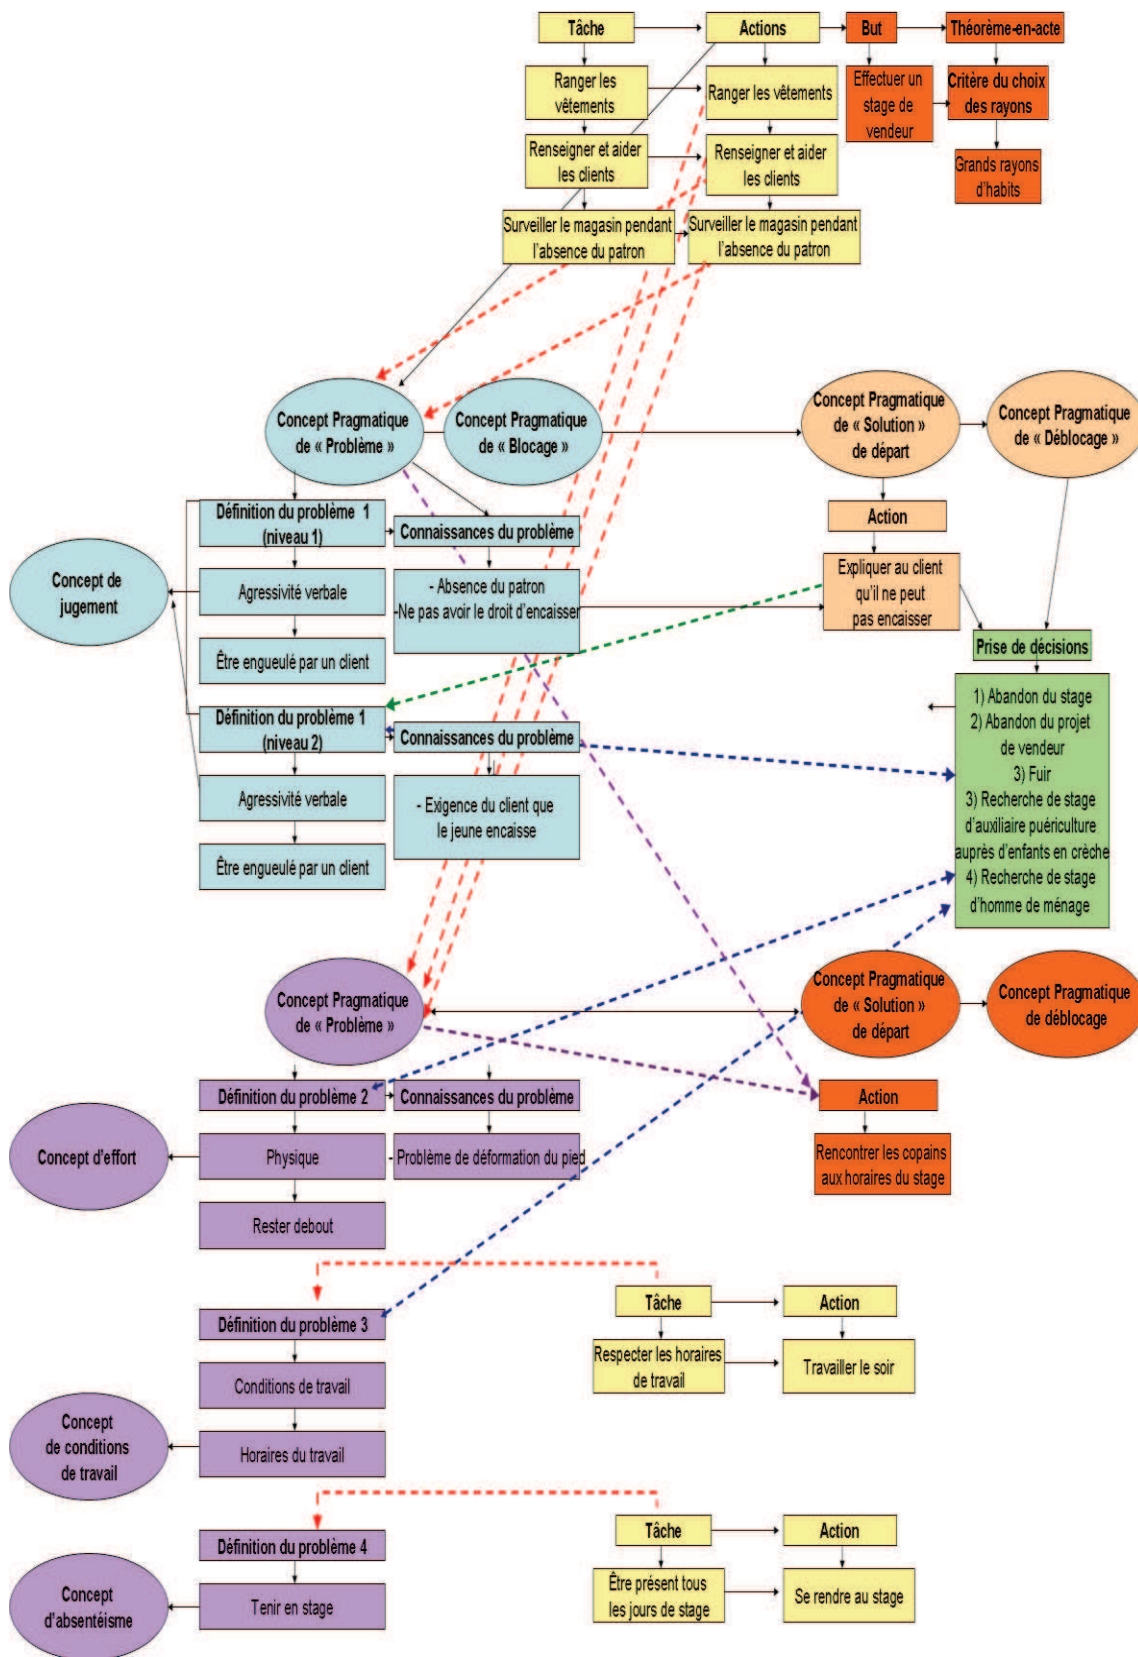 Tâche
Actions
But
Théorème-en-acte
Ranger les
vêtements
Ranger les vêtements
Effectuer un
stage de
vendeur
Critère du choix
des rayons
Renseigner et aider
les clients
Renseigner et aider
les clients
Grands rayons
d'habits
Surveiller le magasin pendant
l'absence du patron
Surveiller le magasin pendant
l'absence du patron
Concept Pragmatique
de « Problème »
Concept Pragmatique
de « Blocage »
Concept Pragmatique
de « Solution »
de départ
Concept Pragmatique
de « Déblocage »
Définition du problème 1
(niveau 1)
Connaissances du problème
Action
Concept de
jugement
Agressivité verbale
- Absence du patron
-Ne pas avoir le droit d'encaisser
Expliquer au client
qu'il ne peut
pas encaisser
Être engueulé par un client
Prise de décisions
Définition du problème 1
(niveau 2)
Connaissances du problème
1) Abandon du stage
2) Abandon du projet
de vendeur
3) Fuir
3) Recherche de stage
d'auxiliaire puériculture
auprès d'enfants en crèche
4) Recherche de stage
d'homme de ménage
Agressivité verbale
- Exigence du client que
le jeune encaisse
Être engueulé par un client
Concept Pragmatique
de « Problème »
Concept Pragmatique
de « Solution »
de départ
Concept Pragmatique
de déblocage
Définition du problème 2
Connaissances du problème
Action
Concept d'effort
Physique
- Problème de déformation du pied
Rencontrer les copains
aux horaires du stage
Rester debout
Définition du problème 3
Tâche
Action
Conditions de travail
Respecter les horaires
de travail
Travailler le soir
Concept
de conditions
de travail
Horaires du travail
Définition du problème 4
Tâche
Action
Concept
d'absentéisme
Tenir en stage
Être présent tous
les jours de stage
Se rendre au stage